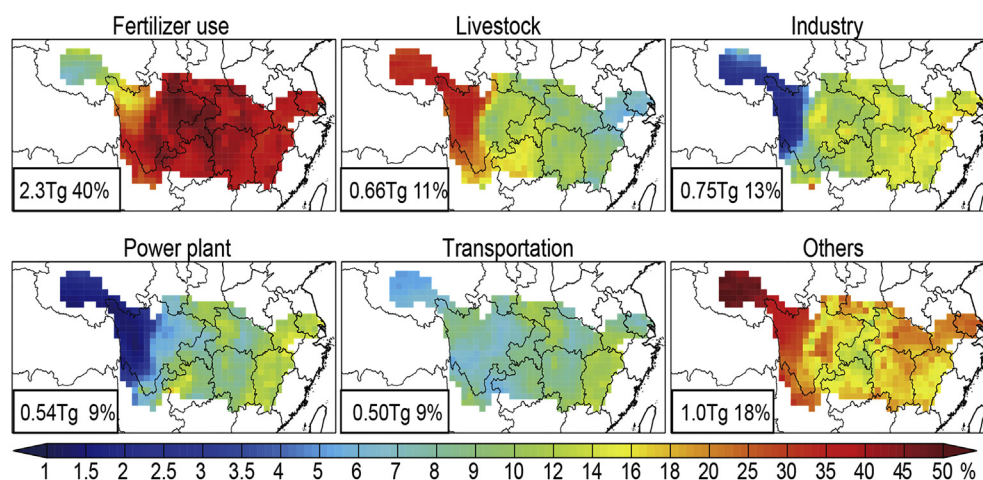 Fertilizer use
Livestock
Industry
2.3Tg 40%
0.66Tg 11%
0.75Tg 13%
Power plant
Transportation
Others
0.54Tg 9%
0.50Tg 9%
1.0Tg 18%
1 1.5 2 2.5 3 3.5 4 5 6 7 8 9 10 12 14 16 18 20 25 30 35 40 45 50 %